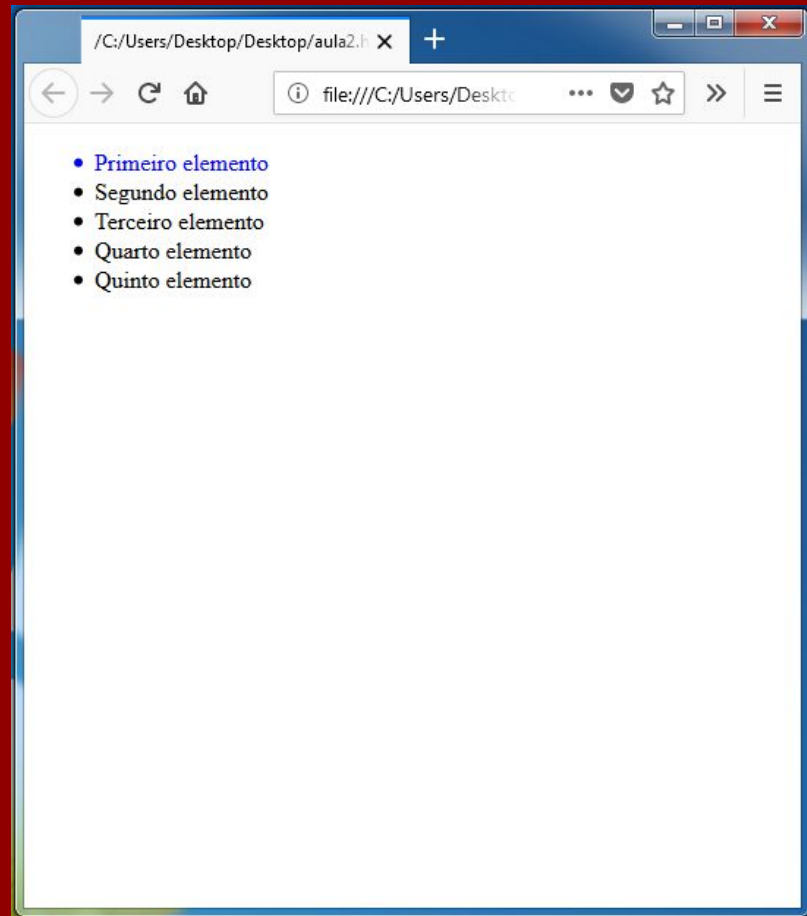 /C:/Users/Desktop/Desktop/aula2.h
file:///C:/Users/Deskto
Primeiro elemento
Segundo elemento
Terceiro elemento
Quarto elemento
Quinto elemento